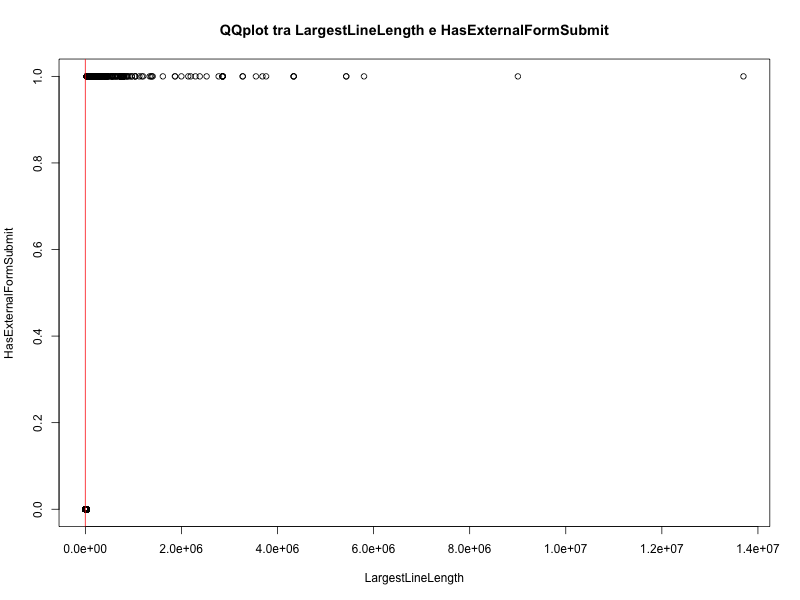 QQplot tra LargestLineLength e HasExternalFormSubmit
HasExternalFormSubmit
1.0
0.8
0.6
0.4
0.2
0.0
0.0e+00 2.0e+06 4.0e+06 6.0e+06 8.0e+06 1.0e+07 1.2e+07 1.4e+07
LargestLineLength